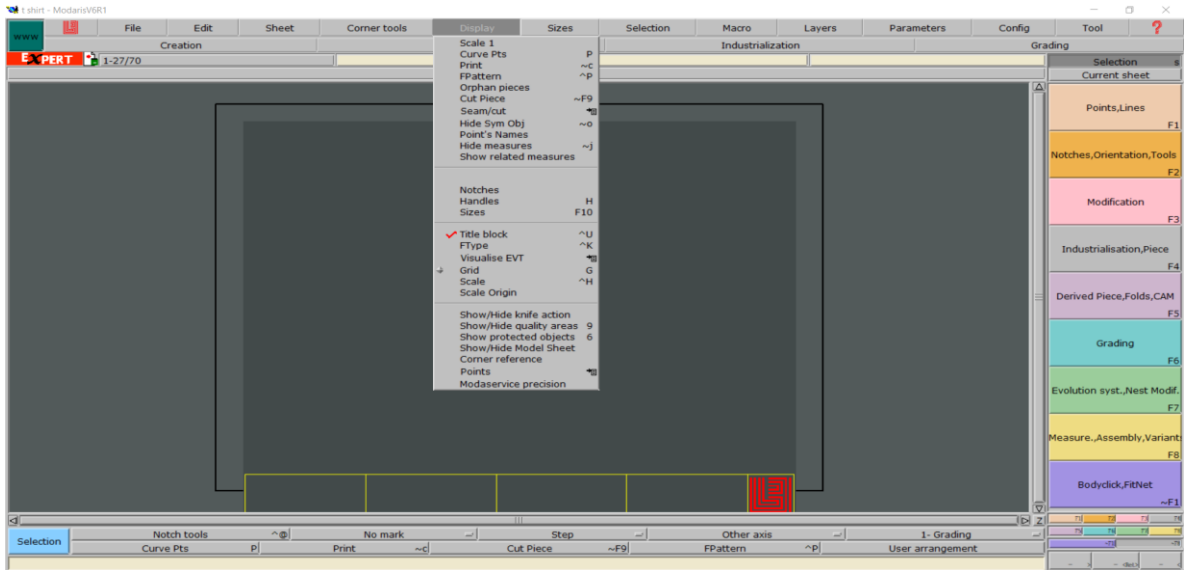 t shirt - ModarisV6R1
www File Edit Sheet Corner tools Display Sizes Selection Macro Layers Parameters Config Tool ?
Creation Industrialization Grading
EXPERT 1-27/70
Scale 1
Curve Pts P
Print ~c
FPattern ^P
Orphan pieces
Cut Piece ~F9
Seam/cut
Hide Sym Obj ~o
Point's Names
Hide measures ~j
Show related measures
Notches
Handles H
Sizes F10
Title block ^U
FType ^K
Visualise EVT
Grid G
Scale ^H
Scale Origin
Show/Hide knife action
Show/Hide quality areas 9
Show protected objects 6
Show/Hide Model Sheet
Corner reference
Points
Modaservice precision
Selection s
Current sheet
Points,Lines
F1
Notches,Orientation,Tools
F2
Modification
F3
Industrialisation,Piece
F4
Derived Piece,Folds,CAM
F5
Grading
F6
Evolution syst.,Nest Modif.
F7
Measure.,Assembly,Variant
F8
Bodyclick,FitNet
~F1
Z
Selection
Notch tools ^@ No mark Step Other axis 1- Grading
Curve Pts P Print ~c Cut Piece ~F9 FPattern ^P User arrangement